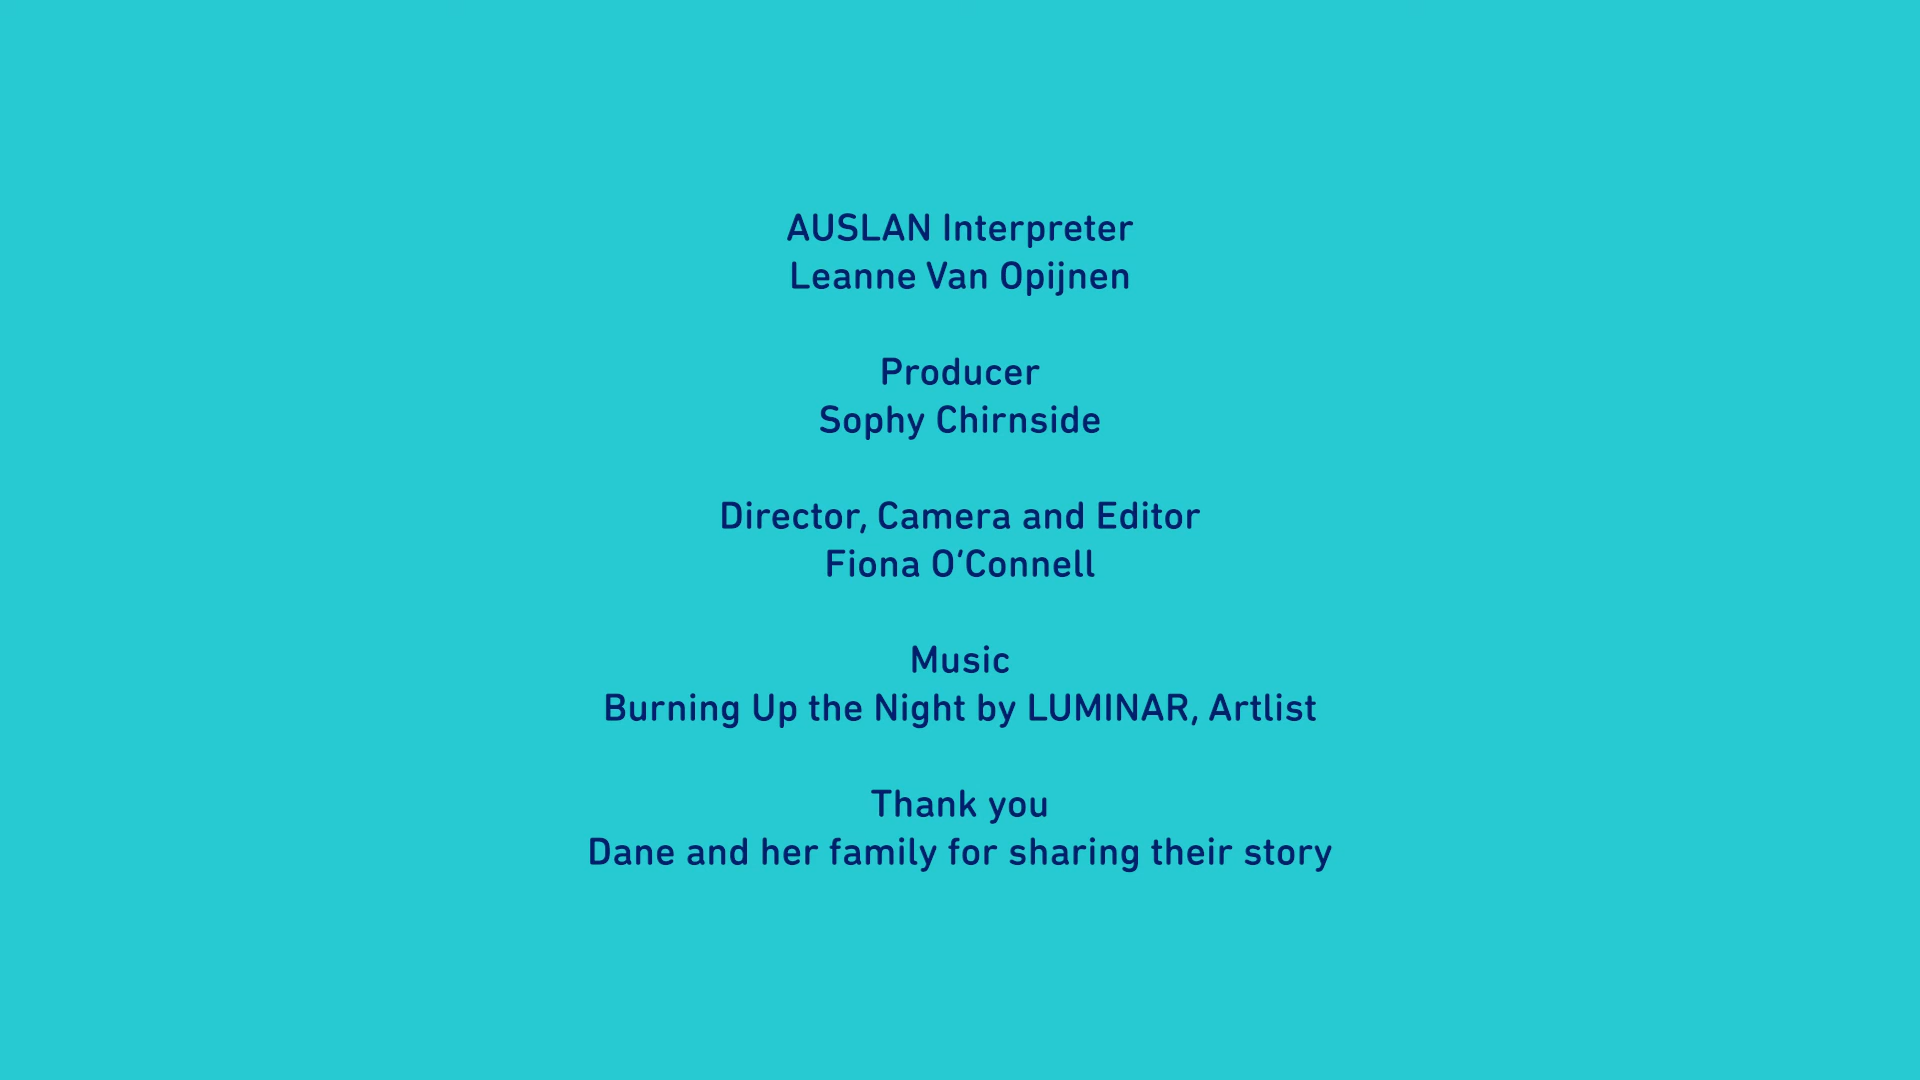 AUSLAN Interpreter
Leanne Van Opijnen
Producer
Sophy Chirnside
Director, Camera and Editor
Fiona O’Connell
Music
Burning Up the Night by LUMINAR, Artlist
Thank you
Dane and her family for sharing their story